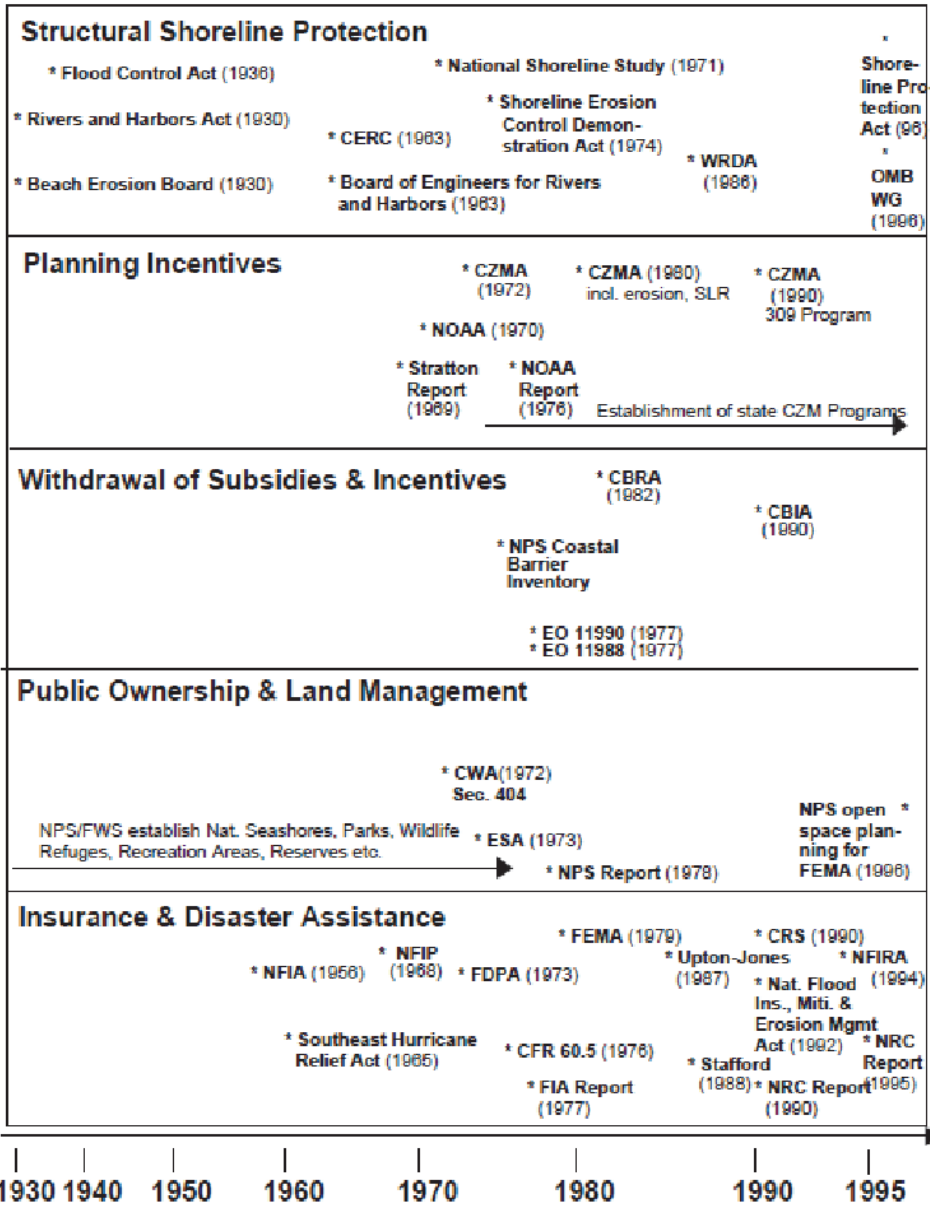 Structural Shoreline Protection
* Flood Control Act (1936)
* National Shoreline Study (1971)
*
Shore-
line Pro-
tection
Act (96)
* Rivers and Harbors Act (1930)
* CERC (1963)
* Shoreline Erosion
Control Demon-
stration Act (1974)
* WRDA
(1986)
*
OMB
WG
(1996)
* Beach Erosion Board (1930)
* Board of Engineers for Rivers
and Harbors (1963)
Planning Incentives
* CZMA
(1972)
* CZMA (1980)
incl. erosion, SLR
* CZMA
(1990)
309 Program
* NOAA (1970)
* Stratton
Report
(1969)
* NOAA
Report
(1976)
Establishment of state CZM Programs
Withdrawal of Subsidies & Incentives
* CBRA
(1982)
* CBIA
(1990)
* NPS Coastal
Barrier
Inventory
* EO 11990 (1977)
* EO 11988 (1977)
Public Ownership & Land Management
* CWA(1972)
Sec. 404
NPS/FWS establish Nat. Seashores, Parks, Wildlife
Refuges, Recreation Areas, Reserves etc.
* ESA (1973)
* NPS Report (1978)
NPS open *
space plan-
ning for
FEMA (1996)
Insurance & Disaster Assistance
* FEMA (1979)
* CRS (1990)
* NFIA (1956)
* NFIP
(1968)
* FDPA (1973)
* Upton-Jones
(1987)
* NFIRA
(1994)
* Nat. Flood
Ins., Miti. &
Erosion Mgmt
Act (1992)
* Southeast Hurricane
Relief Act (1965)
* CFR 60.5 (1976)
* Stafford
(1988)
* NRC
Report
(1995)
* FIA Report
(1977)
* NRC Report
(1990)
1930 1940 1950 1960 1970 1980 1990 1995